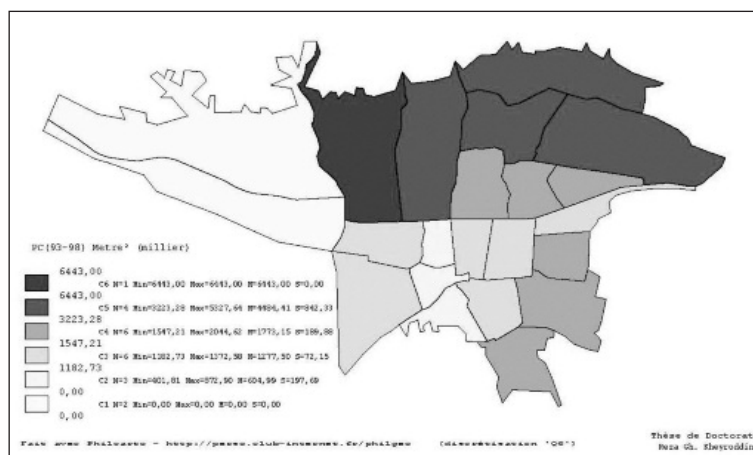 PC(93-98) Metre² (millier)
6443,00
C6 N=1 Min=6443,00 Max=6443,00 M=6443,00 S=0,00
6443,00
C5 N=4 Min=3223,28 Max=5327,64 M=4484,41 S=842,33
3223,28
C4 N=6 Min=1547,21 Max=2044,62 M=1773,15 S=189,88
1547,21
C3 N=6 Min=1182,73 Max=1372,58 M=1277,50 S=72,15
1182,73
C2 N=3 Min=401,81 Max=872,90 M=604,99 S=197,69
0,00
C1 N=2 Min=0,00 Max=0,00 M=0,00 S=0,00
0,00
Fait avec Philcarto - http://perso.club-internet.fr/philgeo (discrétisation 'Q6')
Thèse de Doctorat
Reza Gh. Kheyroddin